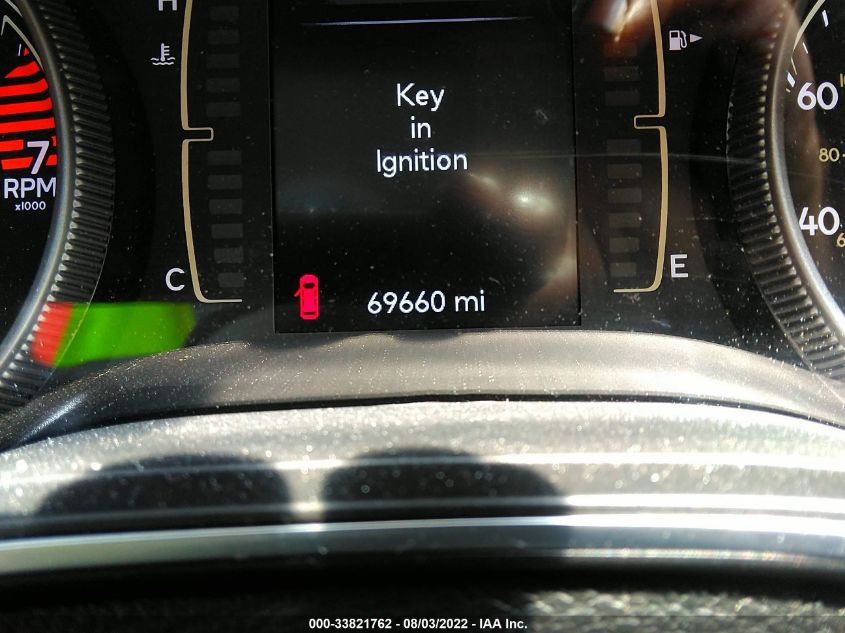 H
Key
in
Ignition
7
RPM
x1000
60
80
40
C
E
69660 mi
000-33821762 - 08/03/2022 - IAA Inc.